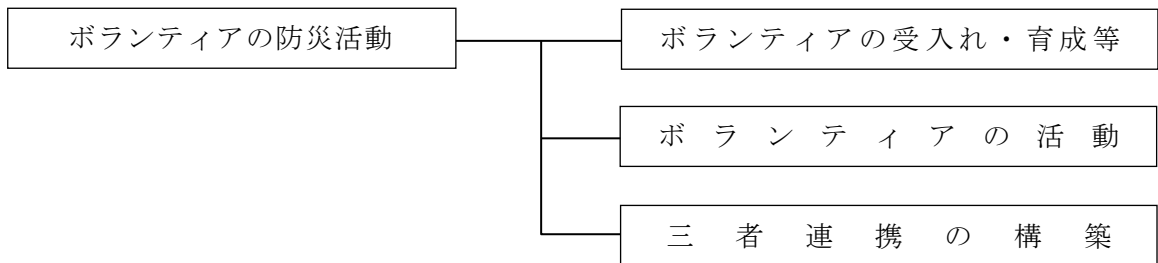 ボランティアの防災活動
ボランティアの受入れ・育成等
ボランティアの活動
三者連携の構築